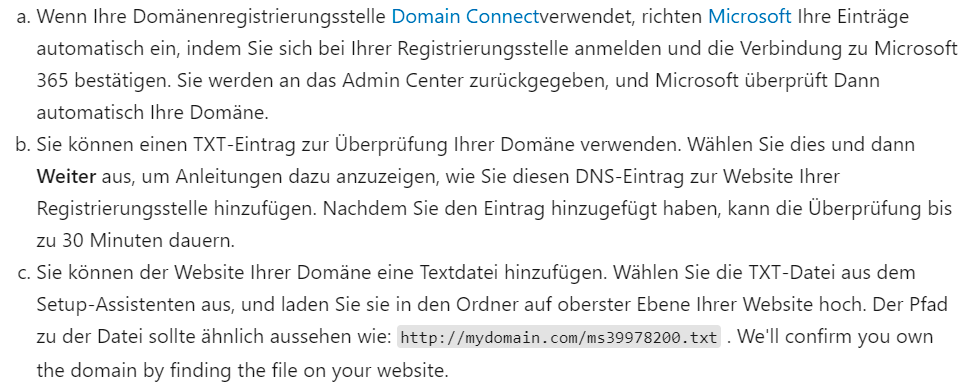 a. Wenn Ihre Domänenregistrierungsstelle Domain Connectverwendet, richten Microsoft Ihre Einträge
automatisch ein, indem Sie sich bei Ihrer Registrierungsstelle anmelden und die Verbindung zu Microsoft
365 bestätigen. Sie werden an das Admin Center zurückgegeben, und Microsoft überprüft Dann
automatisch Ihre Domäne.
b. Sie können einen TXT-Eintrag zur Überprüfung Ihrer Domäne verwenden. Wählen Sie dies und dann
Weiter aus, um Anleitungen dazu anzuzeigen, wie Sie diesen DNS-Eintrag zur Website Ihrer
Registrierungsstelle hinzufügen. Nachdem Sie den Eintrag hinzugefügt haben, kann die Überprüfung bis
zu 30 Minuten dauern.
c. Sie können der Website Ihrer Domäne eine Textdatei hinzufügen. Wählen Sie die TXT-Datei aus dem
Setup-Assistenten aus, und laden Sie sie in den Ordner auf oberster Ebene Ihrer Website hoch. Der Pfad
zu der Datei sollte ähnlich aussehen wie: http://mydomain.com/ms39978200.txt . We'll confirm you own
the domain by finding the file on your website.